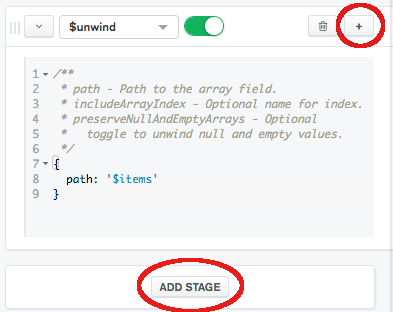 $unwind
+
1 /**
2 * path - Path to the array field.
3 * includeArrayIndex - Optional name for index.
4 * preserveNullAndEmptyArrays - Optional
5 *   toggle to unwind null and empty values.
6 */
7 {
8   path: '$items'
9 }
ADD STAGE